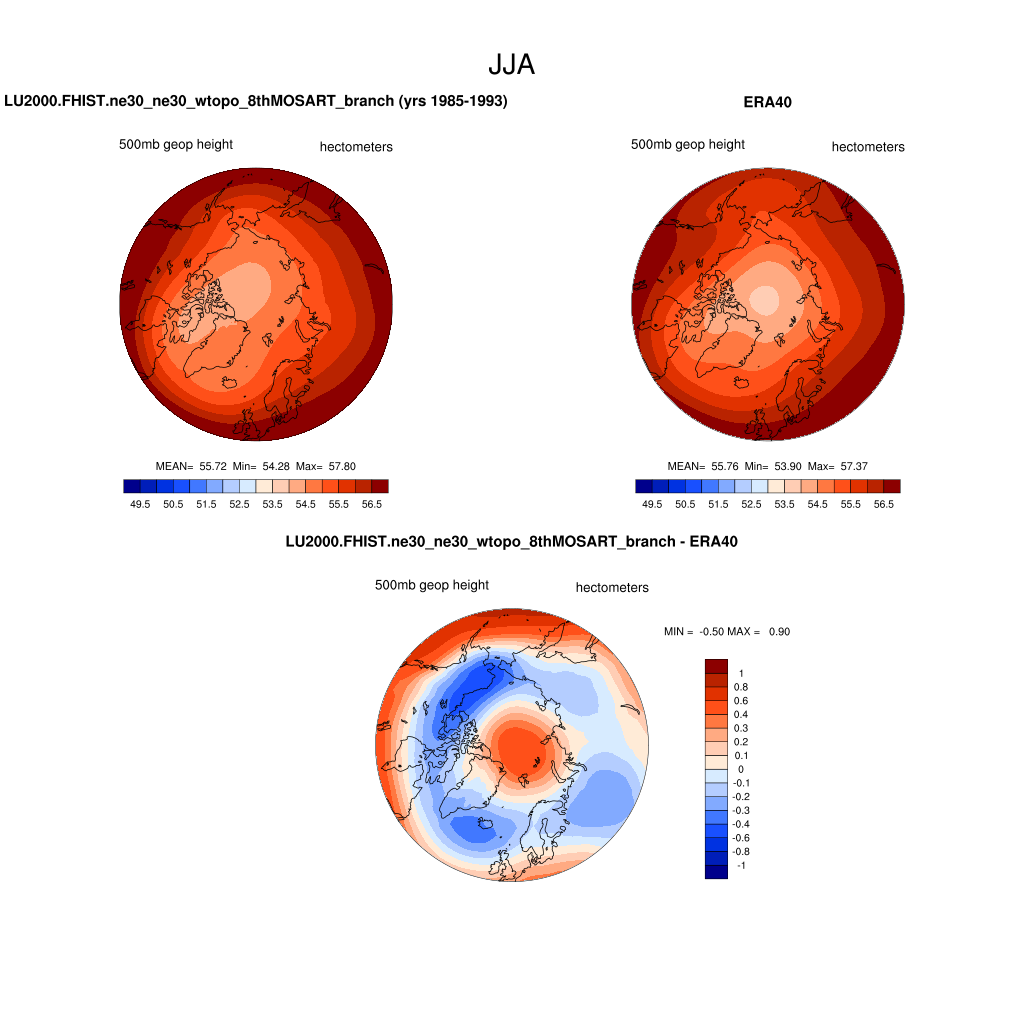 JJA
LU2000.FHIST.ne30_ne30_wtopo_8thMOSART_branch (yrs 1985-1993)
500mb geop height hectometers
MEAN= 55.72 Min= 54.28 Max= 57.80
49.5 50.5 51.5 52.5 53.5 54.5 55.5 56.5
ERA40
500mb geop height hectometers
MEAN= 55.76 Min= 53.90 Max= 57.37
49.5 50.5 51.5 52.5 53.5 54.5 55.5 56.5
LU2000.FHIST.ne30_ne30_wtopo_8thMOSART_branch - ERA40
500mb geop height hectometers
MIN = -0.50 MAX = 0.90
1
0.8
0.6
0.4
0.3
0.2
0.1
0
-0.1
-0.2
-0.3
-0.4
-0.6
-0.8
-1